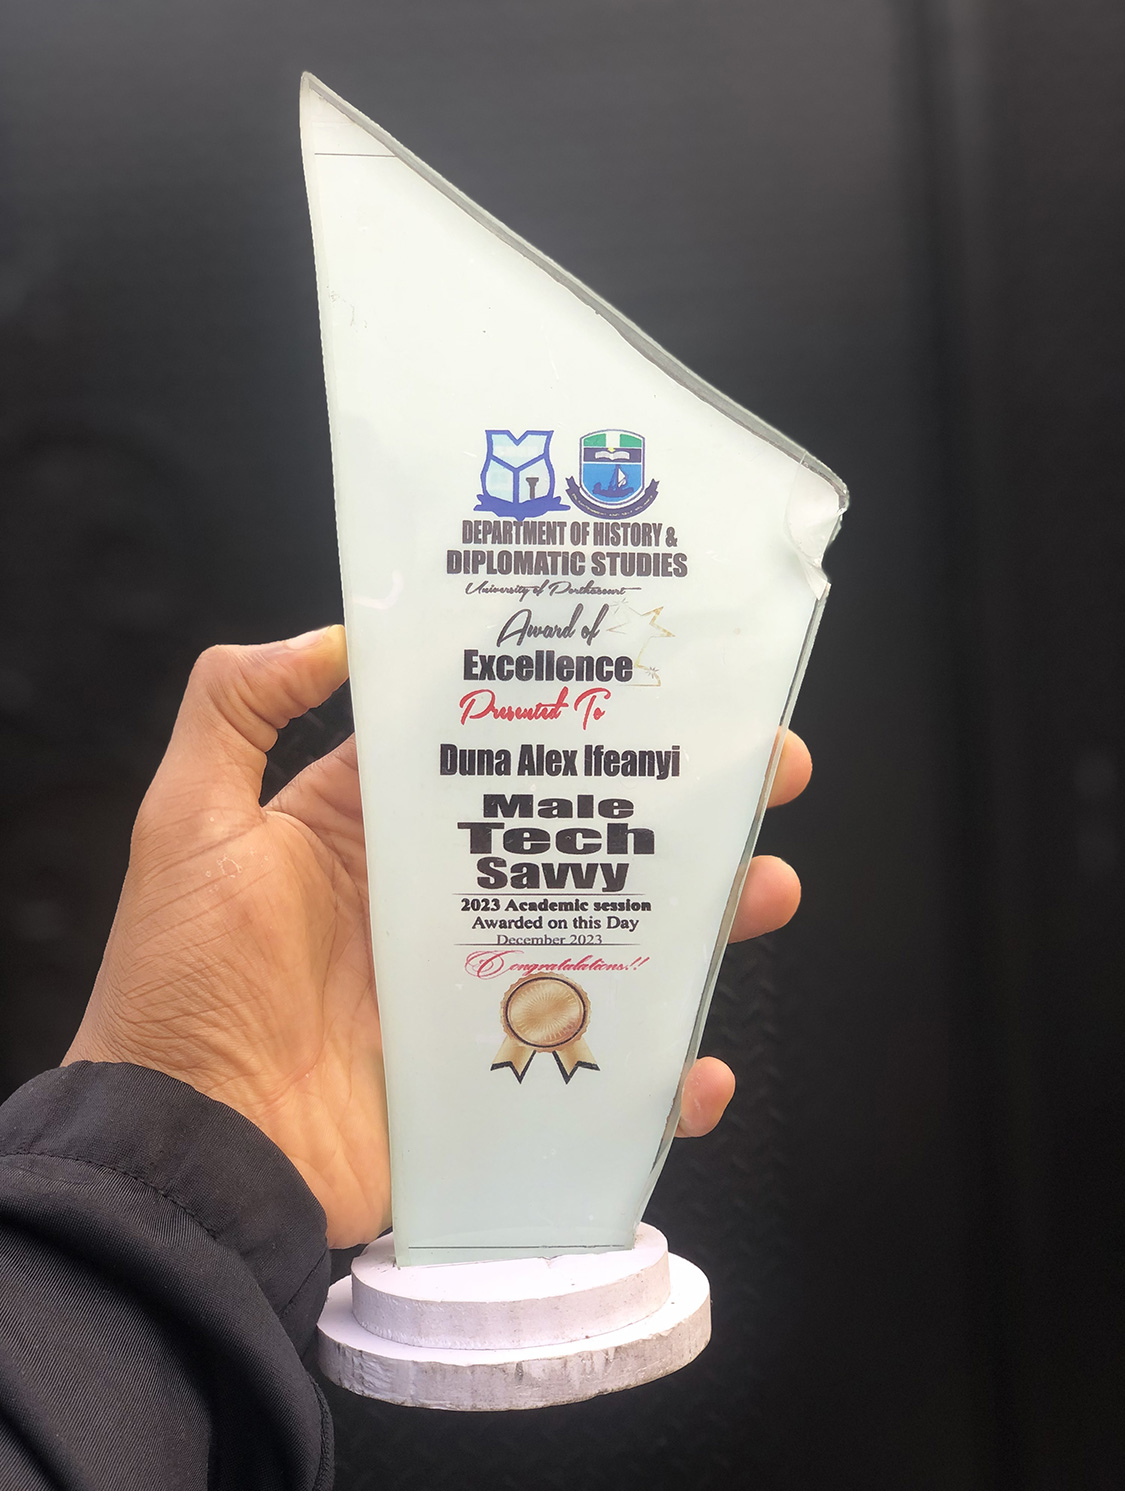 DEPARTMENT OF HISTORY &
DIPLOMATIC STUDIES
University of Porthacourt
Award of
Excellence
Presented To
Duna Alex Ifeanyi
Male
Tech
Savvy
2023 Academic session
Awarded on this Day
December 2023
Congratulations!!